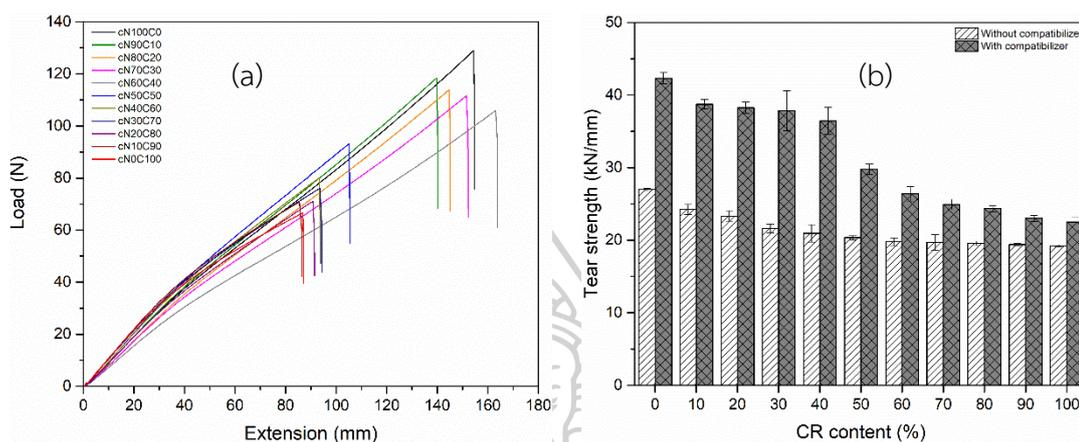 140
120
100
80
60
40
20
0
Load (N)
cN100C0
cN90C10
cN80C20
cN70C30
cN60C40
cN50C50
cN40C60
cN30C70
cN20C80
cN10C90
cN0C100
(a)
0 20 40 60 80 100 120 140 160 180
Extension (mm)
50
40
30
20
10
0
Tear strength (kN/mm)
Without compatibilizer
With compatibilizer
(b)
0 10 20 30 40 50 60 70 80 90 100
CR content (%)